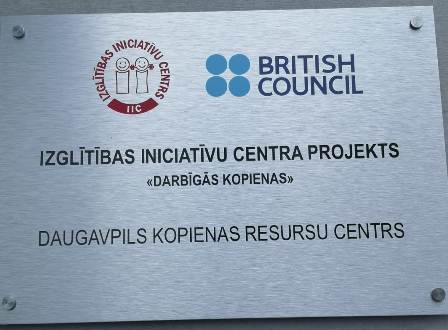 IZGLĪTĪBAS INICIATĪVU CENTRS
IIC
BRITISH
COUNCIL
IZGLĪTĪBAS INICIATĪVU CENTRA PROJEKTS
«DARBĪGĀS KOPIENAS»
DAUGAVPILS KOPIENAS RESURSU CENTRS